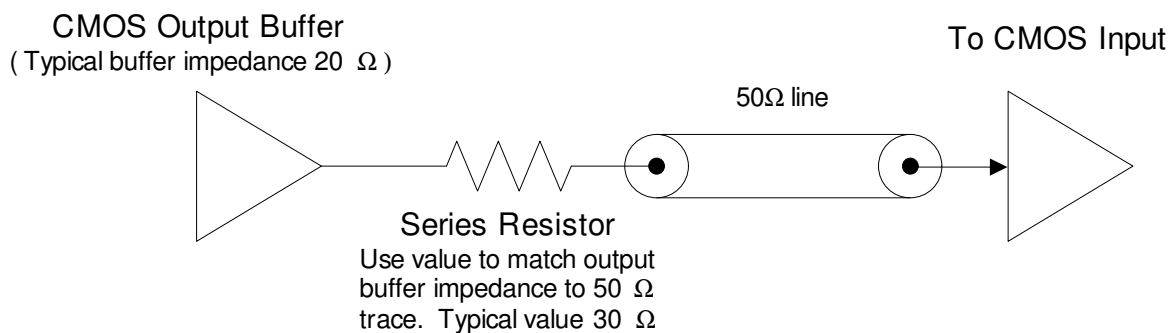 CMOS Output Buffer
( Typical buffer impedance 20 Ω )
To CMOS Input
50Ω line
Series Resistor
Use value to match output
buffer impedance to 50 Ω
trace. Typical value 30 Ω